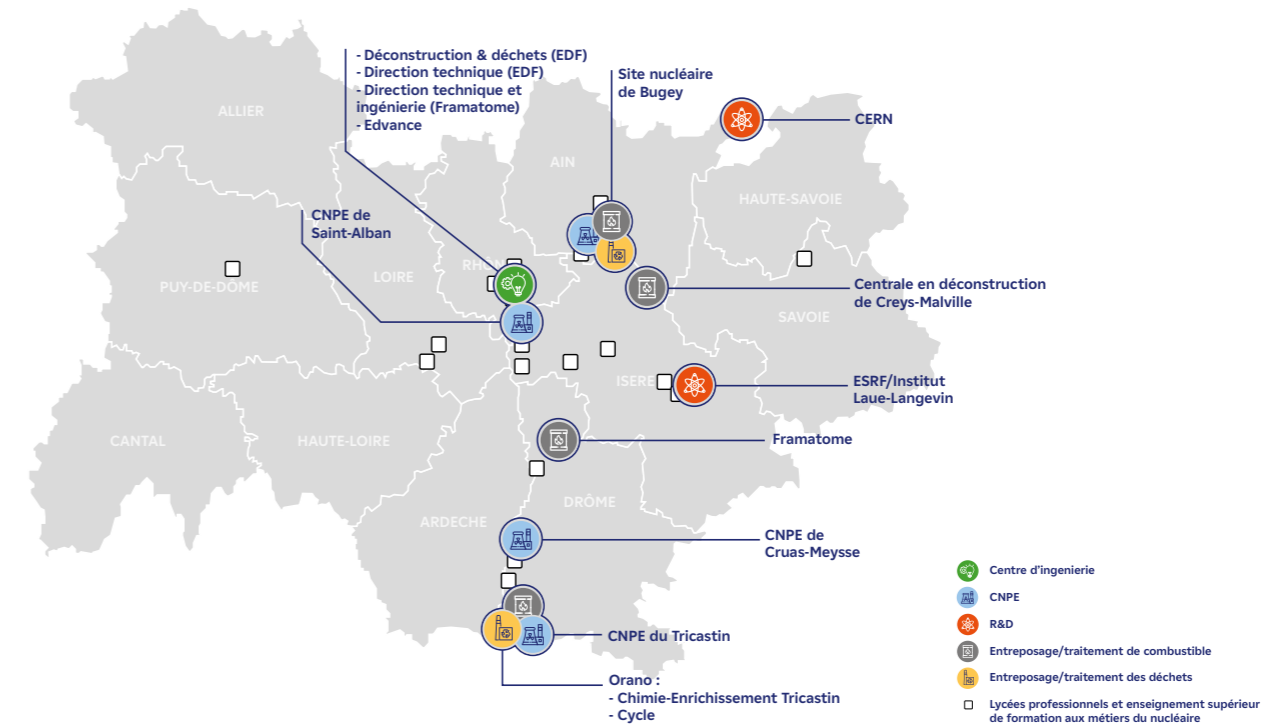 - Déconstruction & déchets (EDF)
- Direction technique (EDF)
- Direction technique et
ingénierie (Framatome)
- Edvance
Site nucléaire
de Bugey
CERN
ALLIER
AIN
HAUTE-SAVOIE
CNPE de
Saint-Alban
LOIRE
RHÔN
PUY-DE-DÔME
Centrale en déconstruction
de Creys-Malville
SAVOIE
ISERE
ESRF/Institut
Laue-Langevin
CANTAL
HAUTE-LOIRE
Framatome
DRÔME
ARDECHE
CNPE de
Cruas-Meysse
CNPE du Tricastin
Orano :
- Chimie-Enrichissement Tricastin
- Cycle
Centre d'ingenierie
CNPE
R&D
Entreposage/traitement de combustible
Entreposage/traitement des déchets
Lycées professionnels et enseignement supérieur
de formation aux métiers du nucléaire